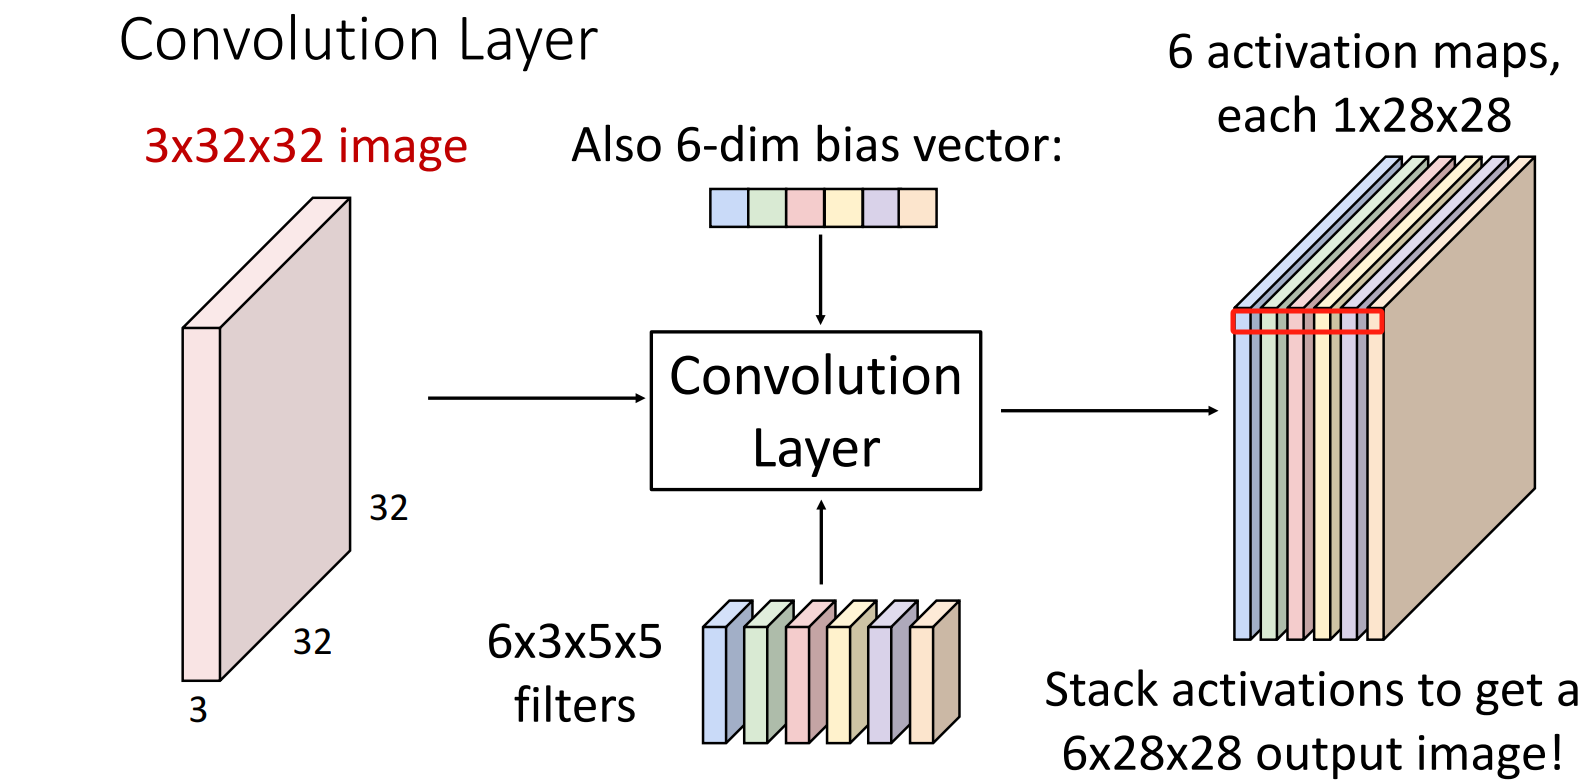 Convolution Layer
3x32x32 image
32
32
3
Also 6-dim bias vector:
Convolution
Layer
6x3x5x5
filters
6 activation maps,
each 1x28x28
Stack activations to get a
6x28x28 output image!